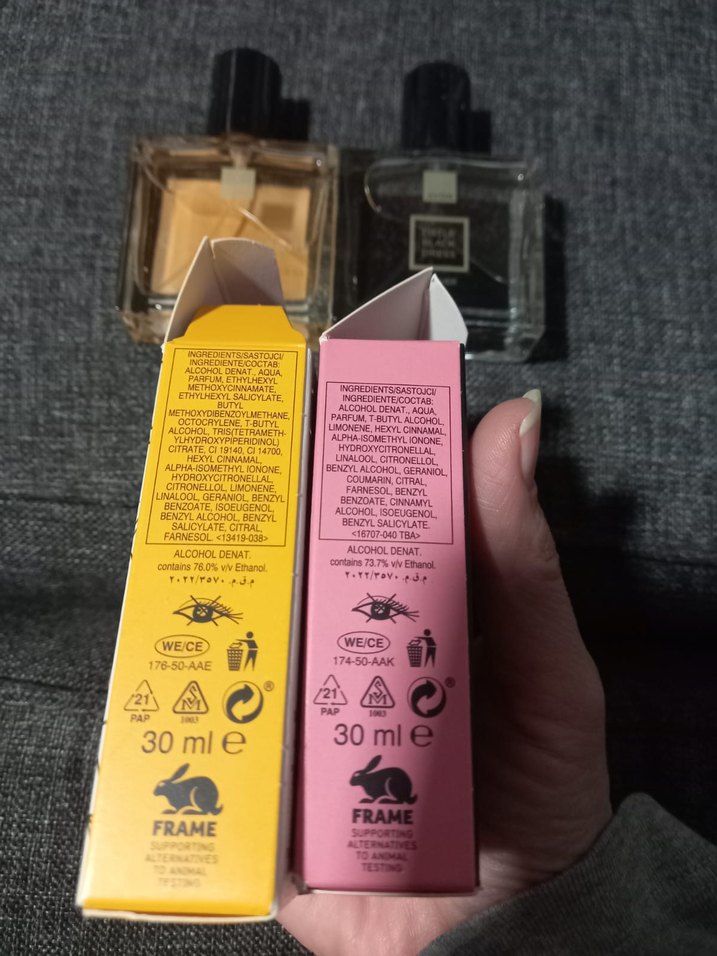 LITTLE
BLACK
DRESS
INGREDIENTS/SASTOJCI/
INGREDIENTE/СОСТАВ:
ALCOHOL DENAT., AQUA,
PARFUM, ETHYLHEXYL
METHOXYCINNAMATE,
ETHYLHEXYL SALICYLATE,
BUTYL
METHOXYDIBENZOYLMETHANE,
OCTOCRYLENE, T-BUTYL
ALCOHOL, TRIS(TETRAMETH-
YLHYDROXYPIPERIDINOL)
CITRATE, CI 19140, CI 14700,
HEXYL CINNAMAL,
ALPHA-ISOMETHYL IONONE,
HYDROXYCITRONELLAL,
CITRONELLOL, LIMONENE,
LINALOOL, GERANIOL, BENZYL
BENZOATE, ISOEUGENOL,
BENZYL ALCOHOL, BENZYL
SALICYLATE, CITRAL,
FARNESOL. <13419-038>
ALCOHOL DENAT.
contains 76.0% v/v Ethanol.
م.ق.م. ٢٠٢٢/٣٥٧٠
WE/CE
176-50-AAE
21
PAP
1003
®
30 ml ℮
FRAME
SUPPORTING
ALTERNATIVES
TO ANIMAL
TESTING
INGREDIENTS/SASTOJCI/
INGREDIENTE/СОСТАВ:
ALCOHOL DENAT., AQUA,
PARFUM, T-BUTYL ALCOHOL,
LIMONENE, HEXYL CINNAMAL,
ALPHA-ISOMETHYL IONONE,
HYDROXYCITRONELLAL,
LINALOOL, CITRONELLOL,
BENZYL ALCOHOL, GERANIOL,
COUMARIN, CITRAL,
FARNESOL, BENZYL
BENZOATE, CINNAMYL
ALCOHOL, ISOEUGENOL,
BENZYL SALICYLATE.
<16707-040 TBA>
ALCOHOL DENAT.
contains 73.7% v/v Ethanol.
م.ق.م. ٢٠٢٢/٣٥٧٠
WE/CE
174-50-AAK
21
PAP
1003
®
30 ml ℮
FRAME
SUPPORTING
ALTERNATIVES
TO ANIMAL
TESTING